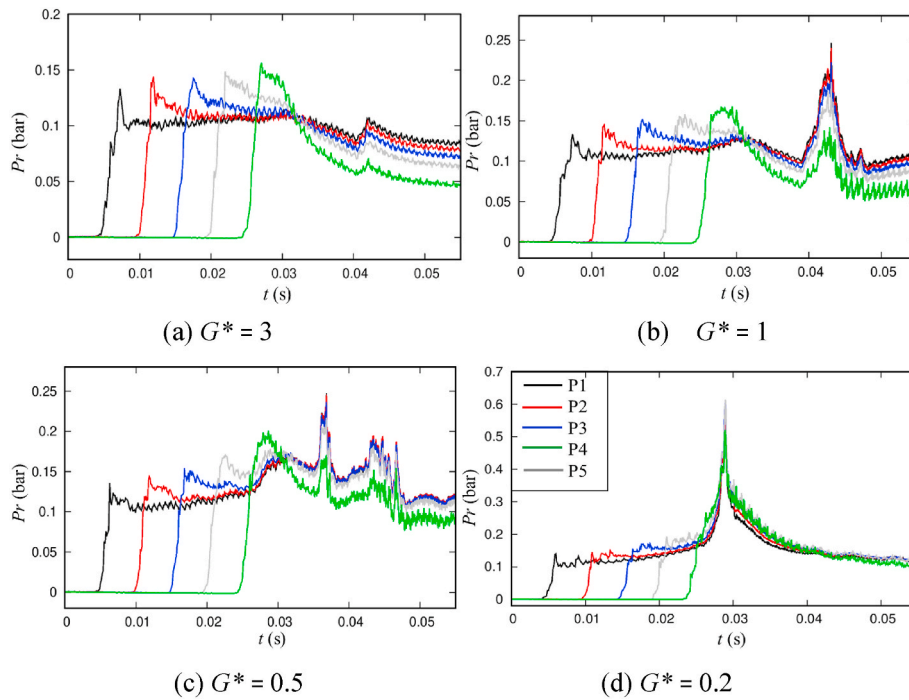 0.2
0.15
0.1
0.05
0
Pr (bar)
0 0.01 0.02 0.03 0.04 0.05
t (s)
(a) G* = 3
0.25
0.2
0.15
0.1
0.05
0
Pr (bar)
0 0.01 0.02 0.03 0.04 0.05
t (s)
(b) G* = 1
0.25
0.2
0.15
0.1
0.05
0
Pr (bar)
0 0.01 0.02 0.03 0.04 0.05
t (s)
(c) G* = 0.5
0.7
0.6
0.5
0.4
0.3
0.2
0.1
0
Pr (bar)
P1
P2
P3
P4
P5
0 0.01 0.02 0.03 0.04 0.05
t (s)
(d) G* = 0.2